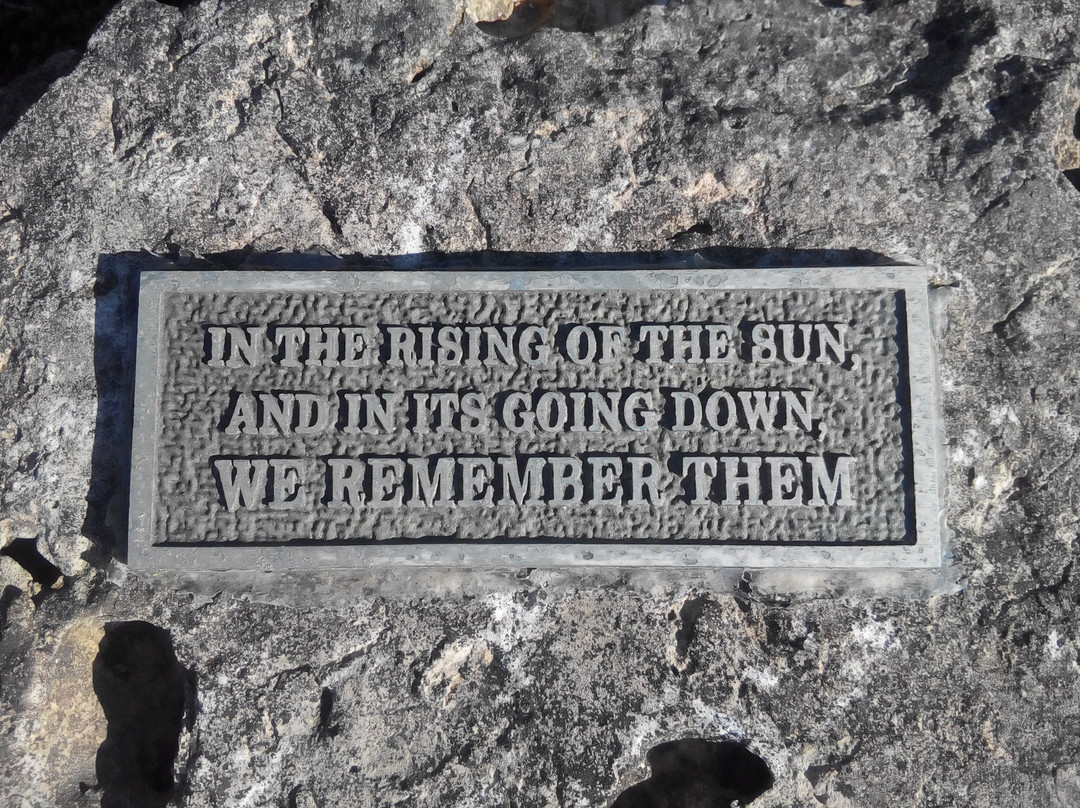 IN THE RISING OF THE SUN,
AND IN ITS GOING DOWN,
WE REMEMBER THEM